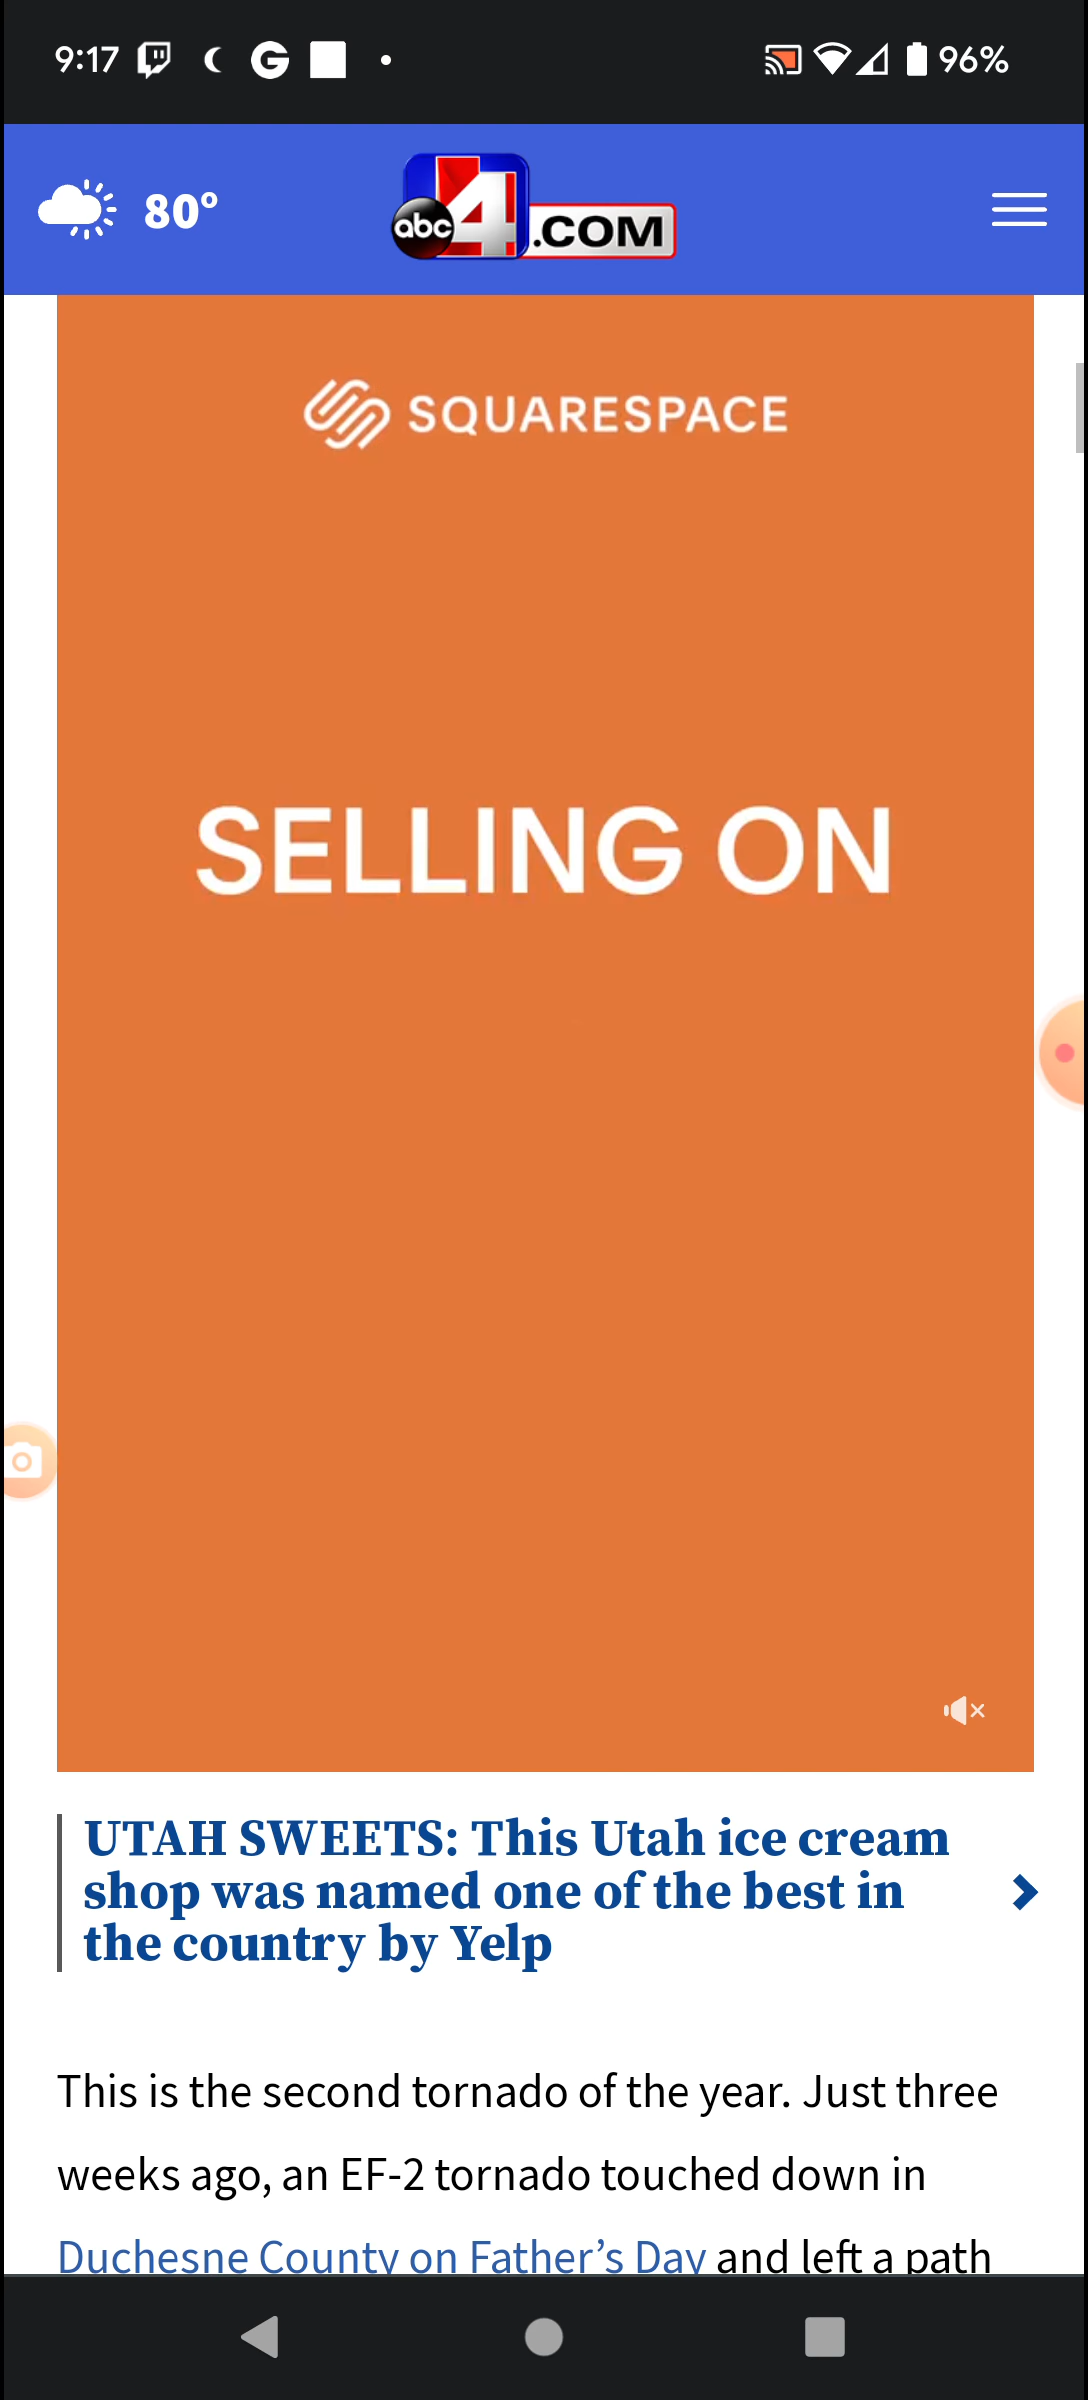 9:17
96%
80°
abc 4 .COM
SQUARESPACE
SELLING ON
UTAH SWEETS: This Utah ice cream
shop was named one of the best in
the country by Yelp
This is the second tornado of the year. Just three
weeks ago, an EF-2 tornado touched down in
Duchesne County on Father’s Day and left a path